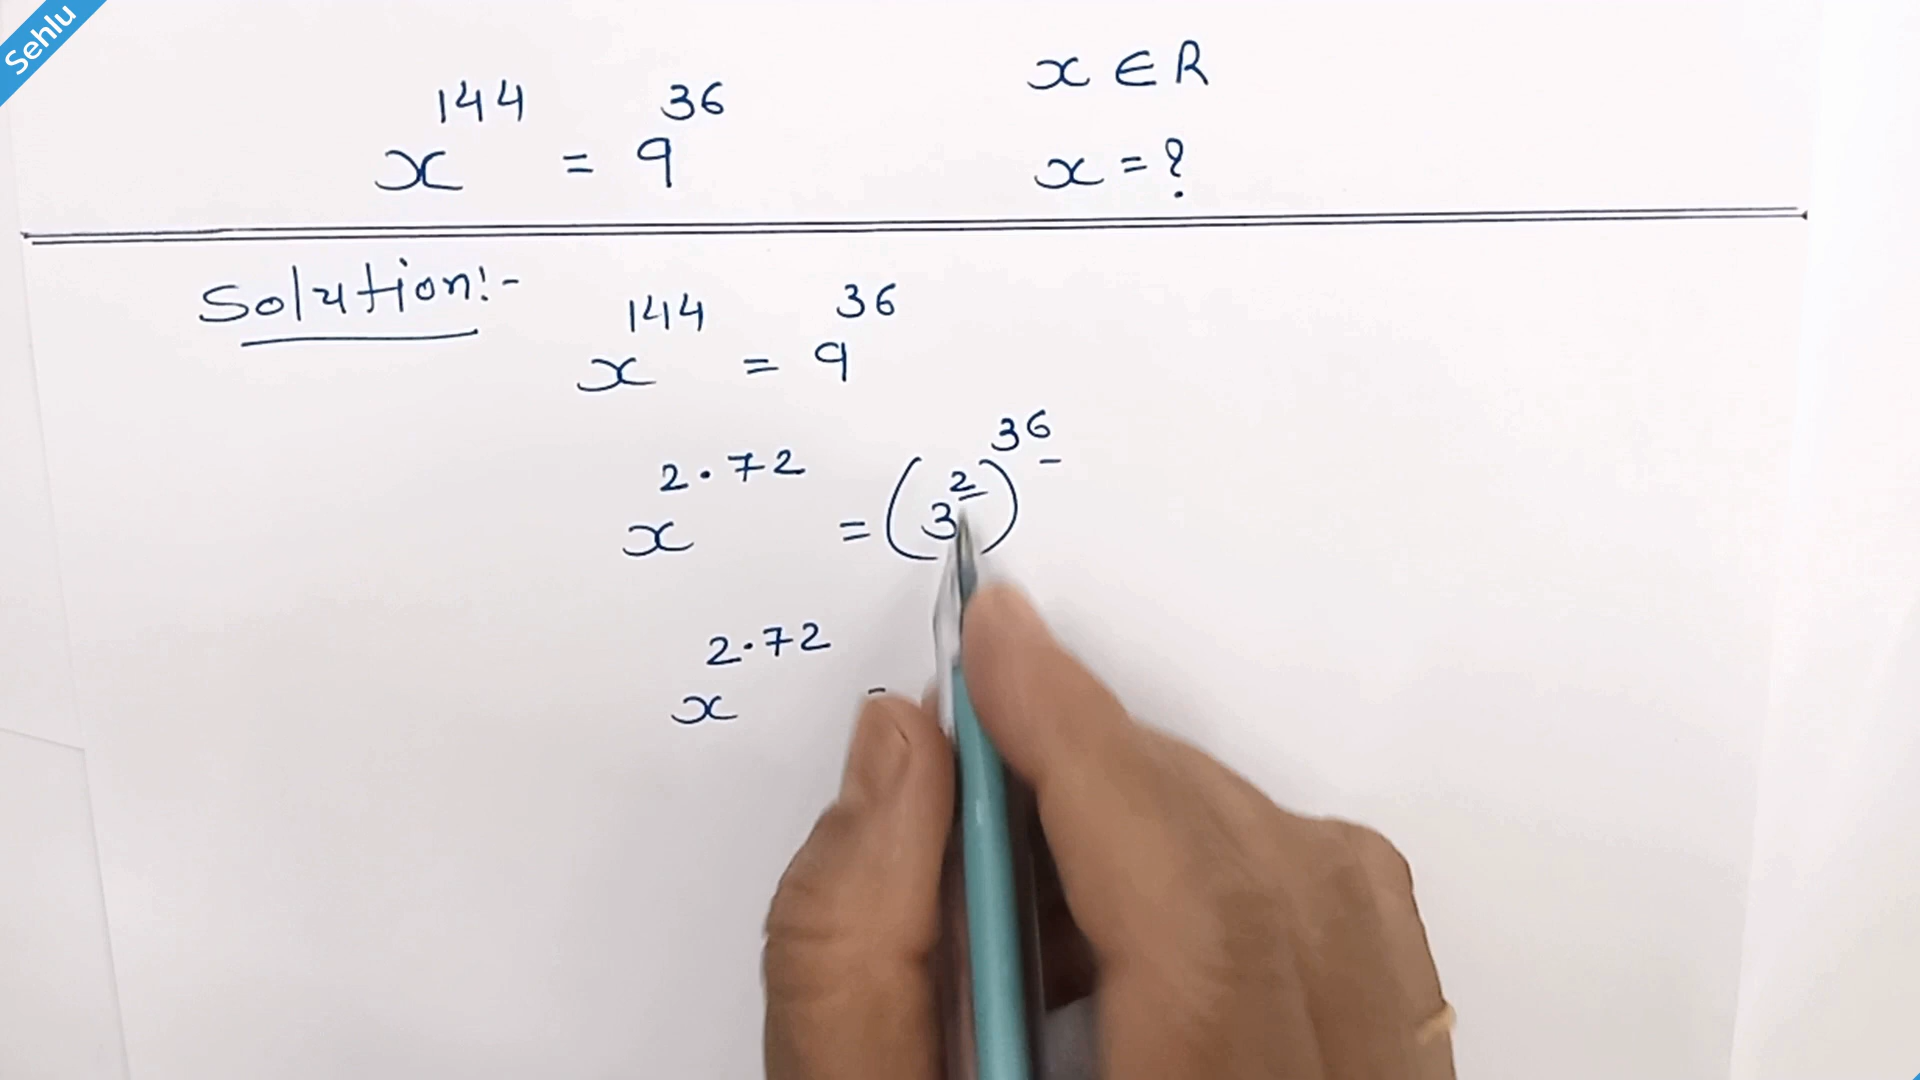 Sehlu
x^144 = 9^36
x ∈ R
x = ?
Solution:-
x^144 = 9^36
x^2·72 = (3^2)^36
x^2·72 =